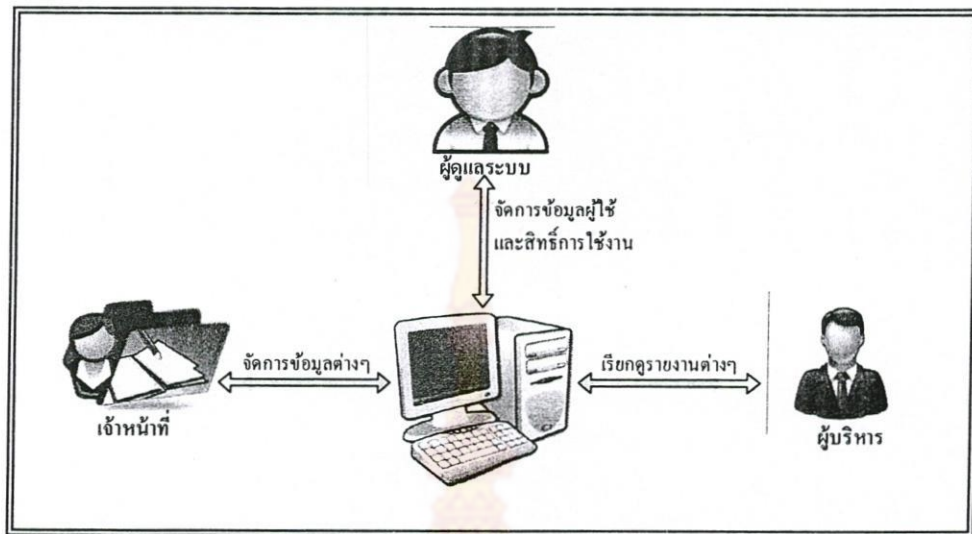 ผู้ดูแลระบบ
จัดการข้อมูลผู้ใช้
และสิทธิ์การใช้งาน
จัดการข้อมูลต่างๆ
เรียกดูรายงานต่างๆ
เจ้าหน้าที่
ผู้บริหาร